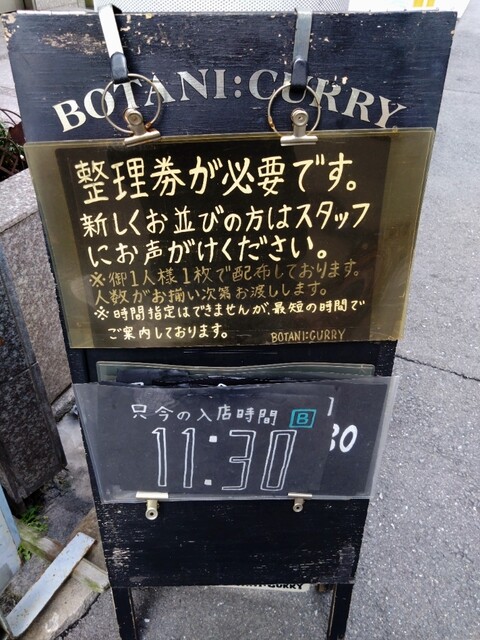 BOTANI:CURRY
整理券が必要です。
新しくお並びの方はスタッフ
にお声がけください。
※御1人様1枚で配布しております。
人数がお揃い次第お渡しします。
※時間指定はできませんが、最短の時間で
ご案内しております。
BOTANI:CURRY
只今の入店時間 B
11:30
30
BOTANI:CURRY